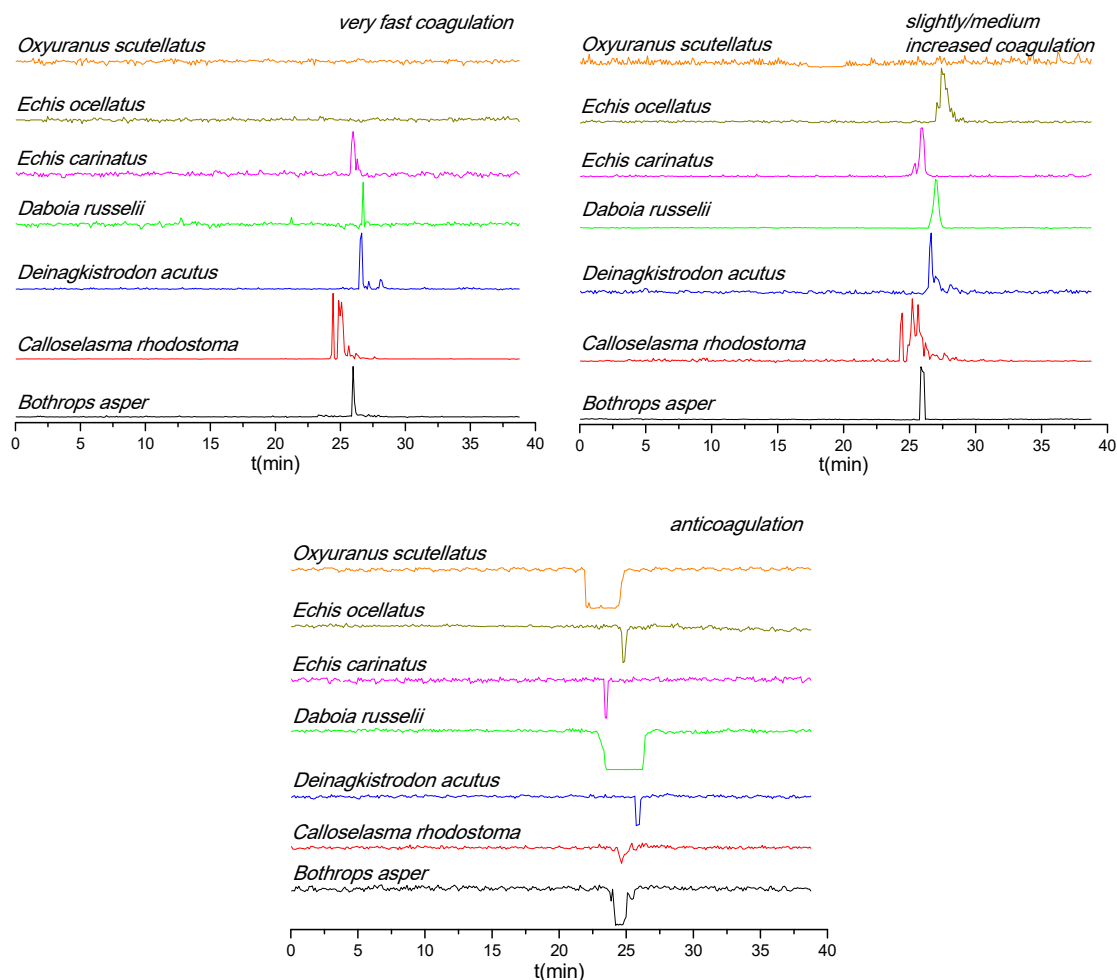 very fast coagulation
Oxyuranus scutellatus
Echis ocellatus
Echis carinatus
Daboia russelii
Deinagkistrodon acutus
Calloselasma rhodostoma
Bothrops asper
0 5 10 15 20 25 30 35 40
t(min)
slightly/medium
increased coagulation
Oxyuranus scutellatus
Echis ocellatus
Echis carinatus
Daboia russelii
Deinagkistrodon acutus
Calloselasma rhodostoma
Bothrops asper
0 5 10 15 20 25 30 35 40
t(min)
anticoagulation
Oxyuranus scutellatus
Echis ocellatus
Echis carinatus
Daboia russelii
Deinagkistrodon acutus
Calloselasma rhodostoma
Bothrops asper
0 5 10 15 20 25 30 35 40
t(min)